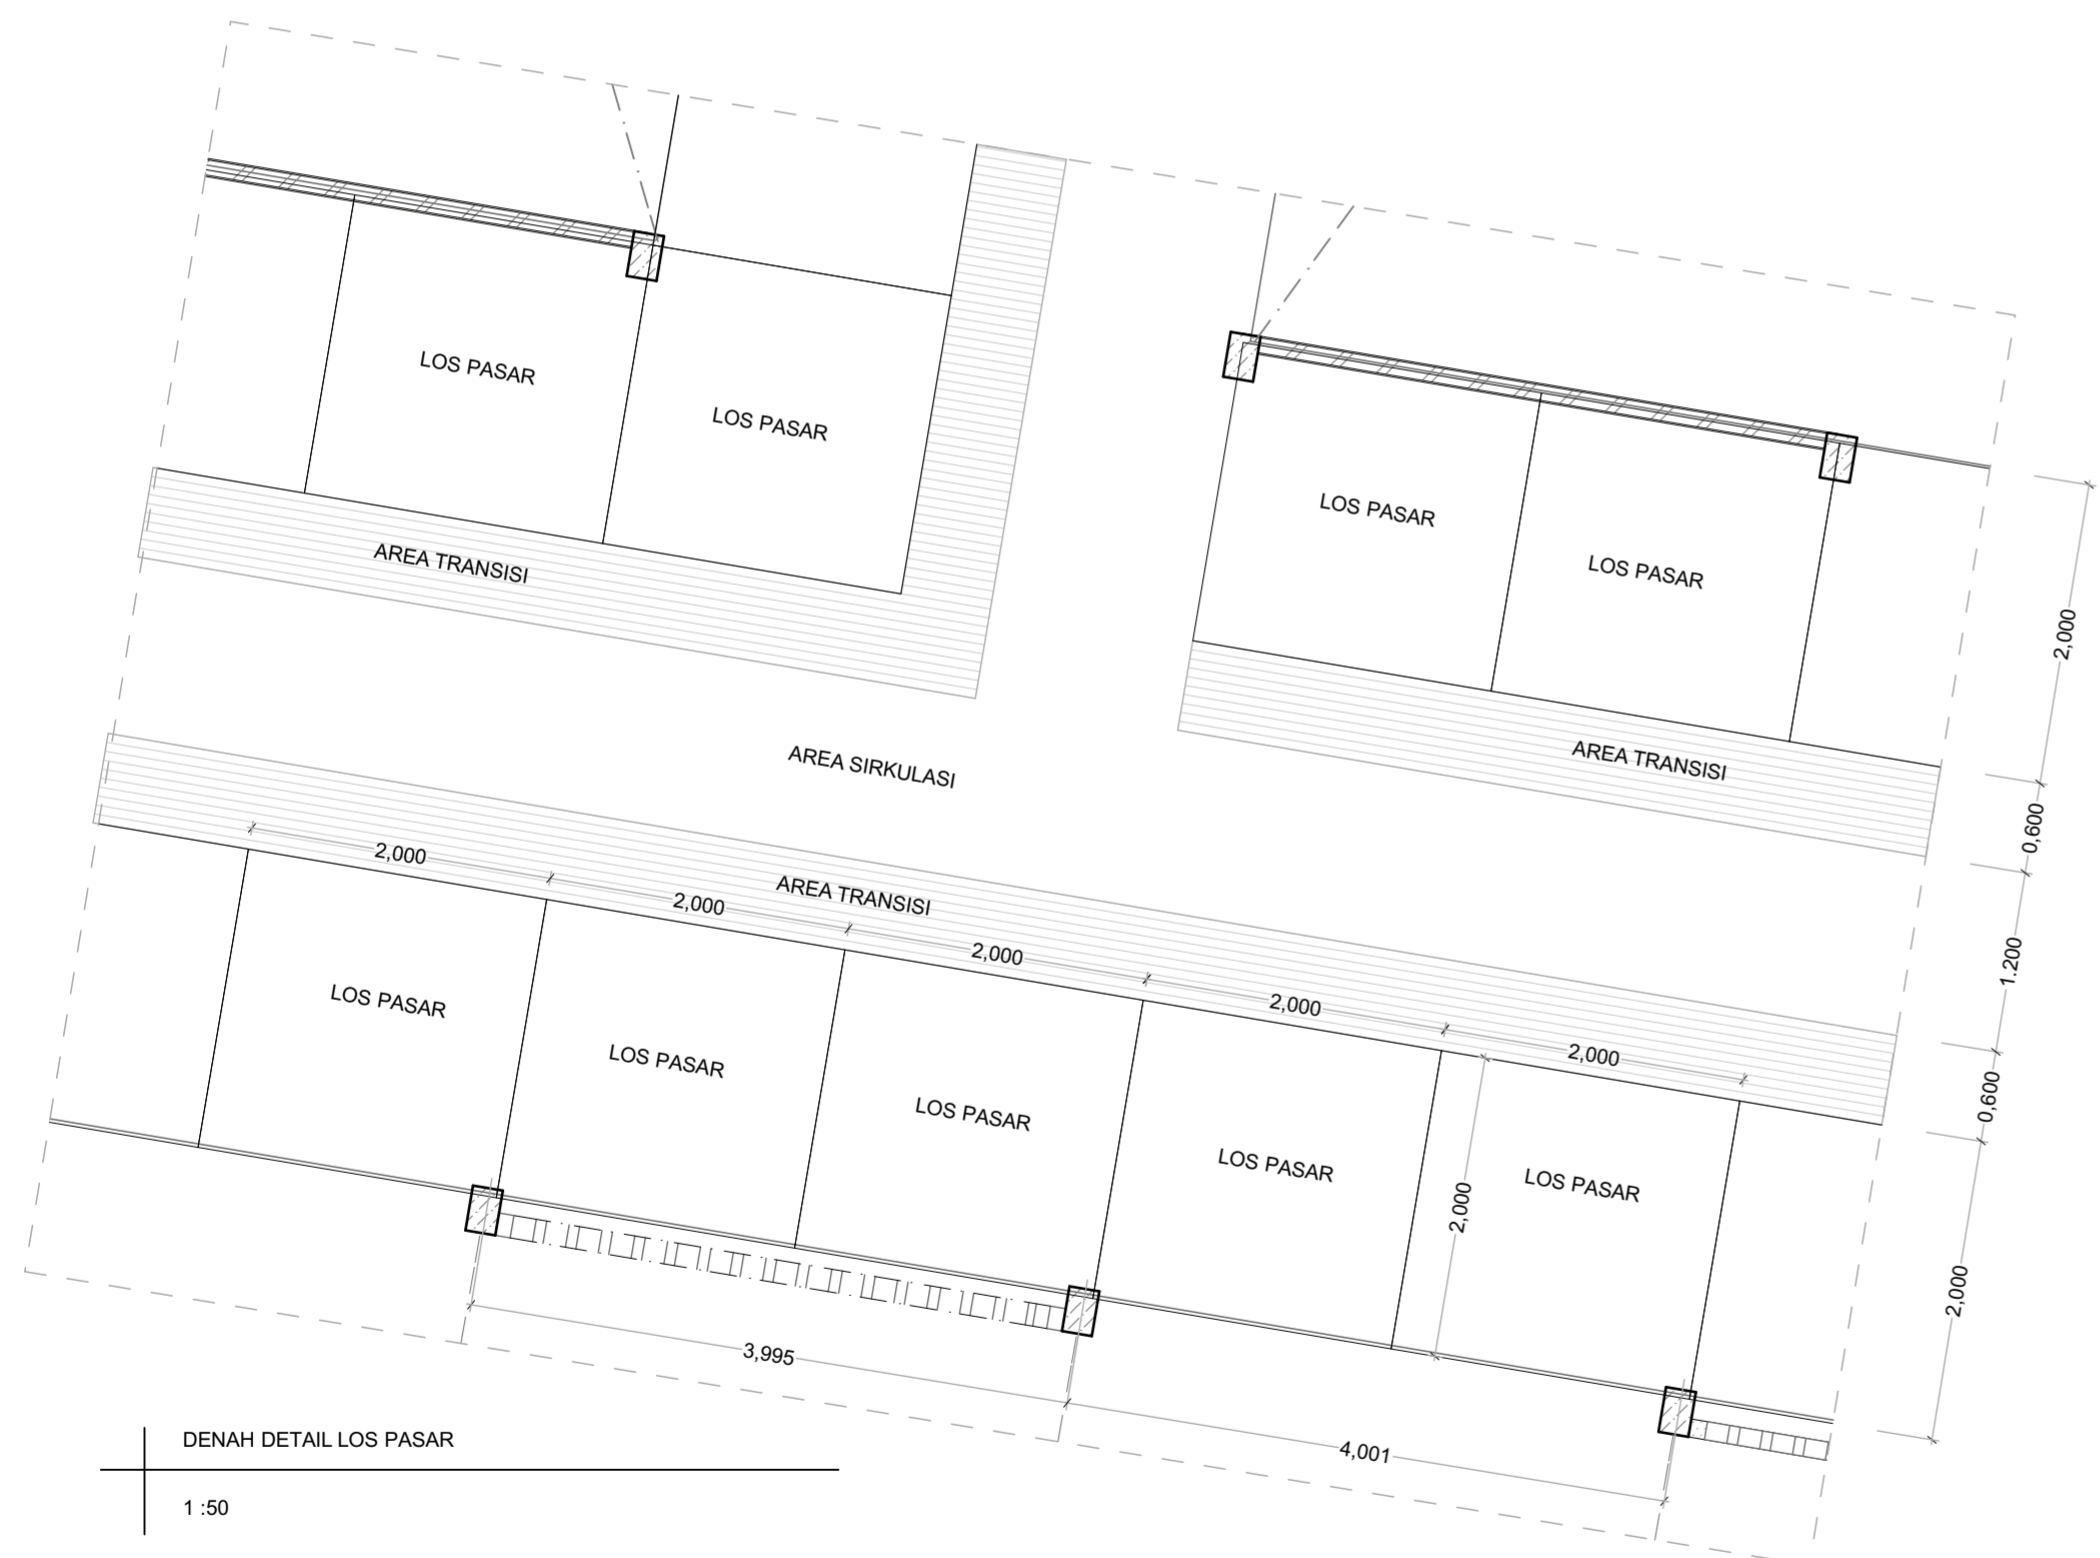 LOS PASAR
LOS PASAR
AREA TRANSISI
LOS PASAR
LOS PASAR
AREA TRANSISI
AREA SIRKULASI
AREA TRANSISI
2,000
2,000
2,000
2,000
2,000
LOS PASAR
LOS PASAR
LOS PASAR
LOS PASAR
LOS PASAR
2,000
3,995
4,001
2,000
0,600
1.200
0,600
2,000
DENAH DETAIL LOS PASAR
1 :50